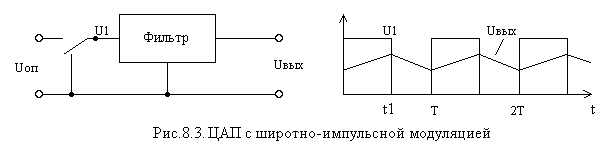 U1
Фильтр
Uоп
Uвых
U1
Uвых
t1
T
2T
t
Рис.8.3. ЦАП с широтно-импульсной модуляцией